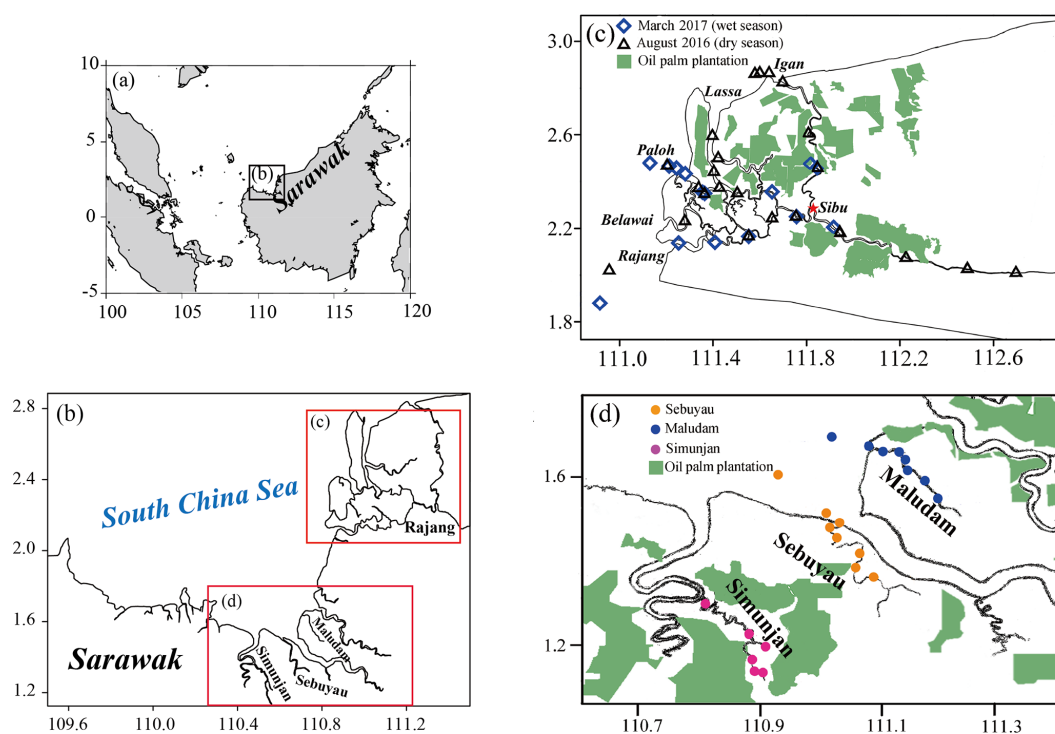 (a)
10
5
0
-5
100
105
110
115
120
(b)
Sarawak
(c)
March 2017 (wet season)
August 2016 (dry season)
Oil palm plantation
3.0
2.6
2.2
1.8
111.0
111.4
111.8
112.2
112.6
Igan
Lassa
Paloh
Belawai
Rajang
Sibu
(b)
2.8
2.4
2.0
1.6
1.2
109.6
110.0
110.4
110.8
111.2
South China Sea
Sarawak
(c)
Rajang
(d)
Maludam
Sebuyau
Simunjan
(d)
Sebuyau
Maludam
Simunjan
Oil palm plantation
1.6
1.2
110.7
110.9
111.1
111.3
Maludam
Sebuyau
Simunjan